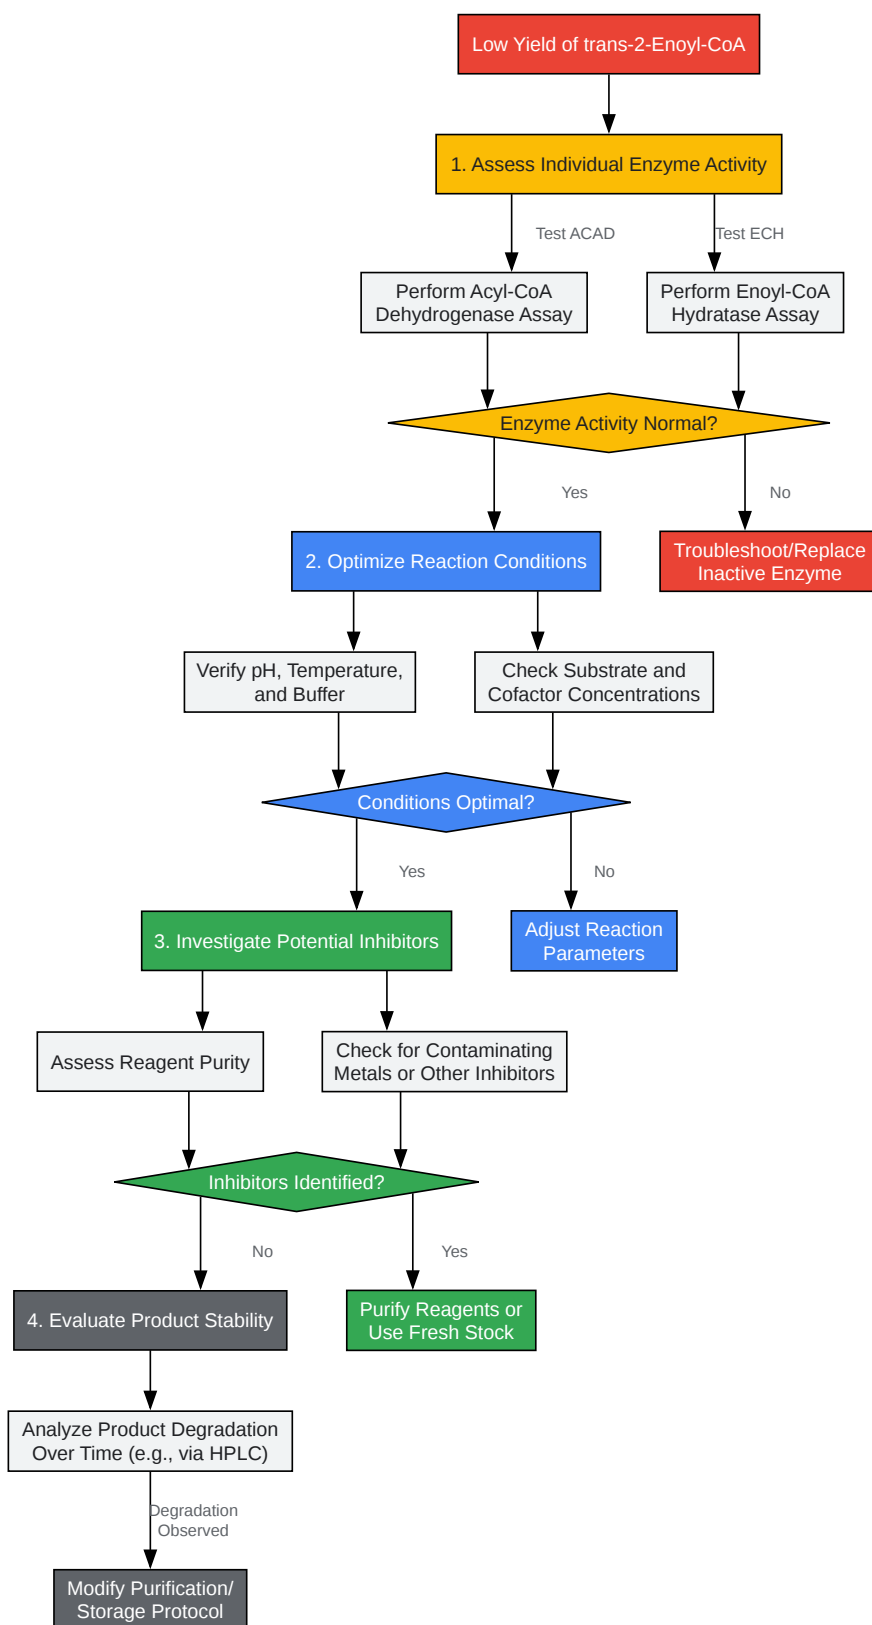 Low Yield of trans-2-Enoyl-CoA
1. Assess Individual Enzyme Activity
Test ACAD
Test ECH
Perform Acyl-CoA
Dehydrogenase Assay
Perform Enoyl-CoA
Hydratase Assay
Enzyme Activity Normal?
Yes
No
2. Optimize Reaction Conditions
Troubleshoot/Replace
Inactive Enzyme
Verify pH, Temperature,
and Buffer
Check Substrate and
Cofactor Concentrations
Conditions Optimal?
Yes
No
3. Investigate Potential Inhibitors
Adjust Reaction
Parameters
Assess Reagent Purity
Check for Contaminating
Metals or Other Inhibitors
Inhibitors Identified?
No
Yes
4. Evaluate Product Stability
Purify Reagents or
Use Fresh Stock
Analyze Product Degradation
Over Time (e.g., via HPLC)
Degradation
Observed
Modify Purification/
Storage Protocol